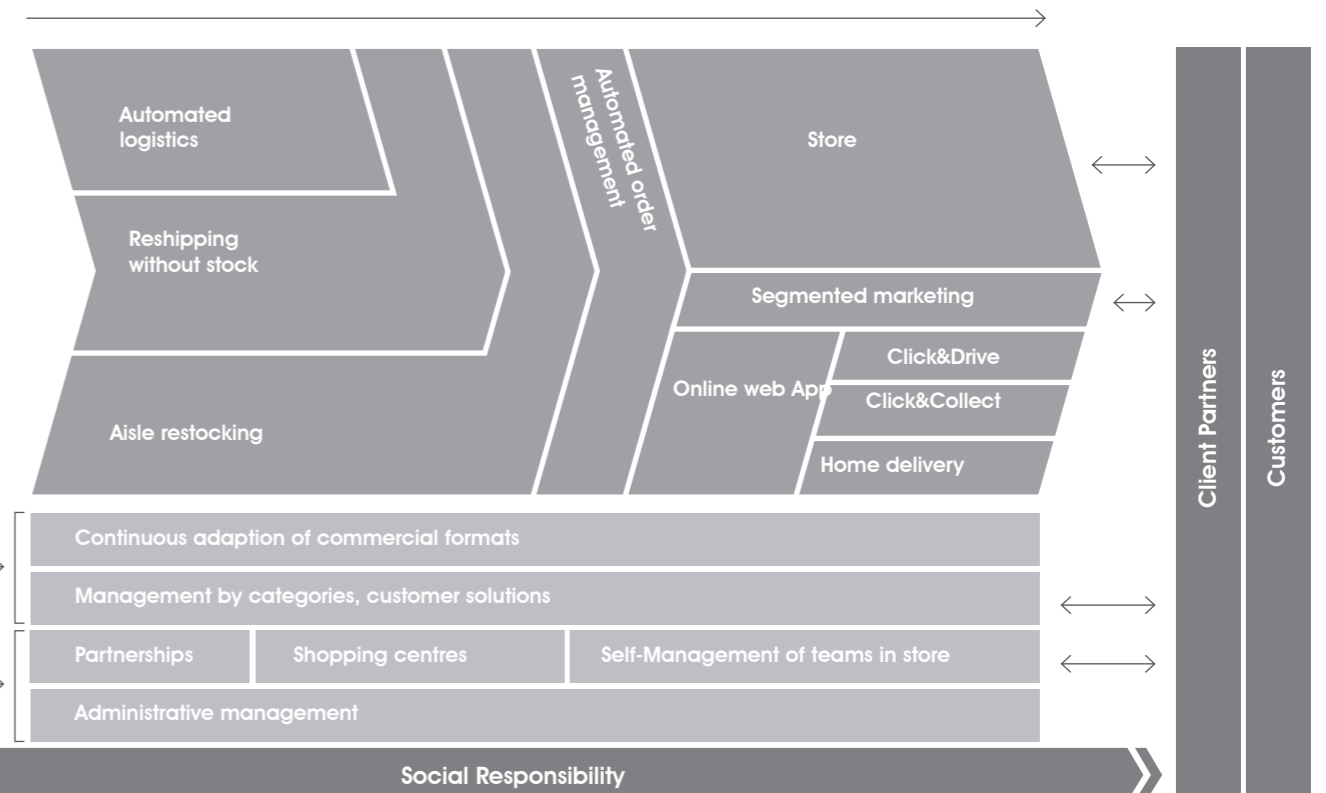 Automated
logistics
Reshipping
without stock
Aisle restocking
Automated order
management
Store
Segmented marketing
Online web App
Click&Drive
Click&Collect
Home delivery
Continuous adaption of commercial formats
Management by categories, customer solutions
Partnerships
Shopping centres
Self-Management of teams in store
Administrative management
Social Responsibility
Client Partners
Customers